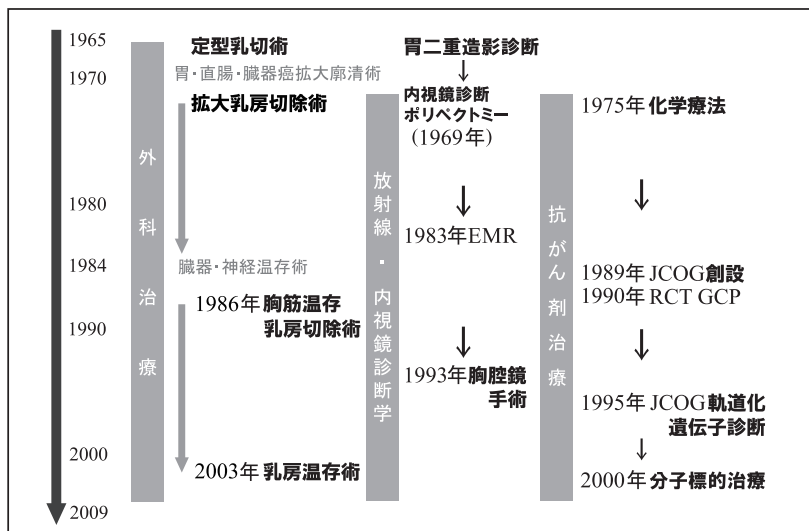 1965
1970
1980
1984
1990
2000
2009
外科治療
定型乳切術
胃・直腸・臓器癌拡大廓清術
拡大乳房切除術
臓器・神経温存術
1986年 胸筋温存
乳房切除術
2003年 乳房温存術
放射線・内視鏡診断学
胃二重造影診断
内視鏡診断
ポリペクトミー
(1969年)
1983年EMR
1993年胸腔鏡
手術
抗がん剤治療
1975年 化学療法
1989年 JCOG創設
1990年 RCT GCP
1995年 JCOG軌道化
遺伝子診断
2000年 分子標的治療